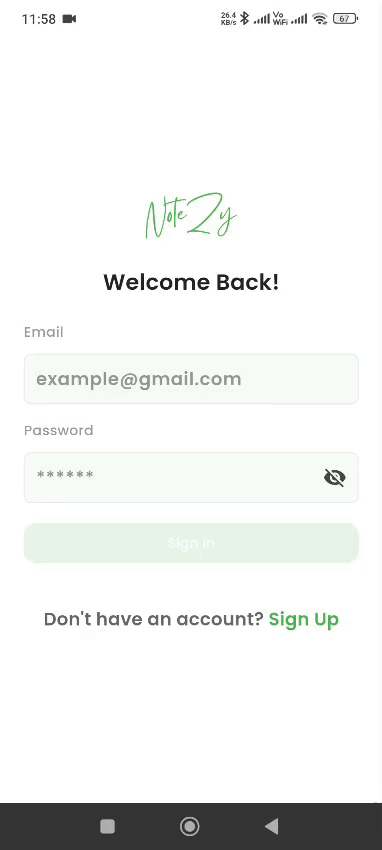 11:58 26.4 KB/s Vo WiFi 67
NoteZy
Welcome Back!
Email
example@gmail.com
Password
******
Sign in
Don't have an account? Sign Up